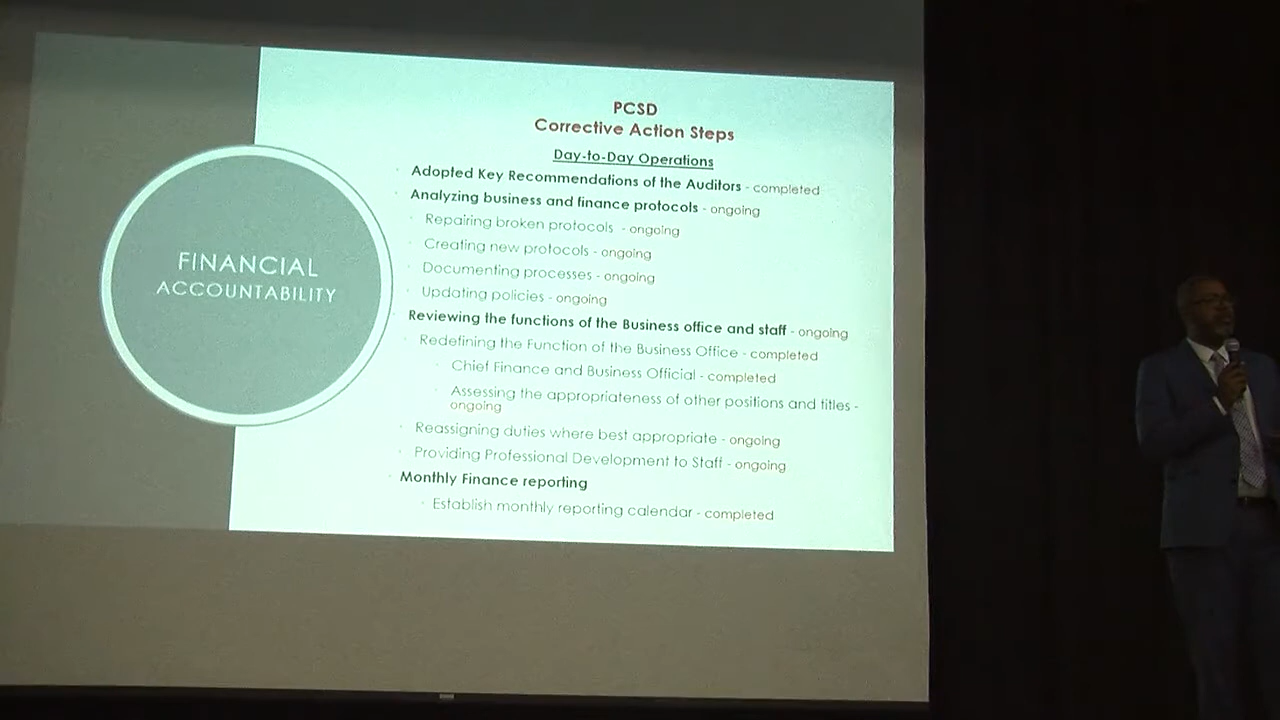 FINANCIAL
ACCOUNTABILITY
PCSD
Corrective Action Steps
Day-to-Day Operations
Adopted Key Recommendations of the Auditors - completed
Analyzing business and finance protocols - ongoing
Repairing broken protocols - ongoing
Creating new protocols - ongoing
Documenting processes - ongoing
Updating policies - ongoing
Reviewing the functions of the Business office and staff - ongoing
Redefining the Function of the Business Office - completed
Chief Finance and Business Official - completed
Assessing the appropriateness of other positions and titles -
ongoing
Reassigning duties where best appropriate - ongoing
Providing Professional Development to Staff - ongoing
Monthly Finance reporting
Establish monthly reporting calendar - completed